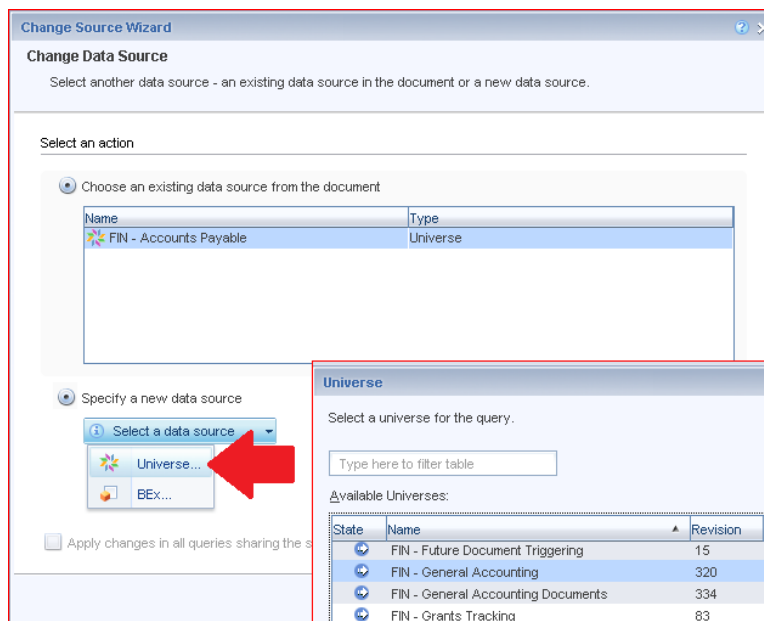 Change Source Wizard
Change Data Source
Select another data source - an existing data source in the document or a new data source.
Select an action
Choose an existing data source from the document
Name Type
FIN - Accounts Payable Universe
Specify a new data source
Select a data source
Universe...
BEx...
Apply changes in all queries sharing the s
Universe
Select a universe for the query.
Type here to filter table
Available Universes:
State Name Revision
FIN - Future Document Triggering 15
FIN - General Accounting 320
FIN - General Accounting Documents 334
FIN - Grants Tracking 83